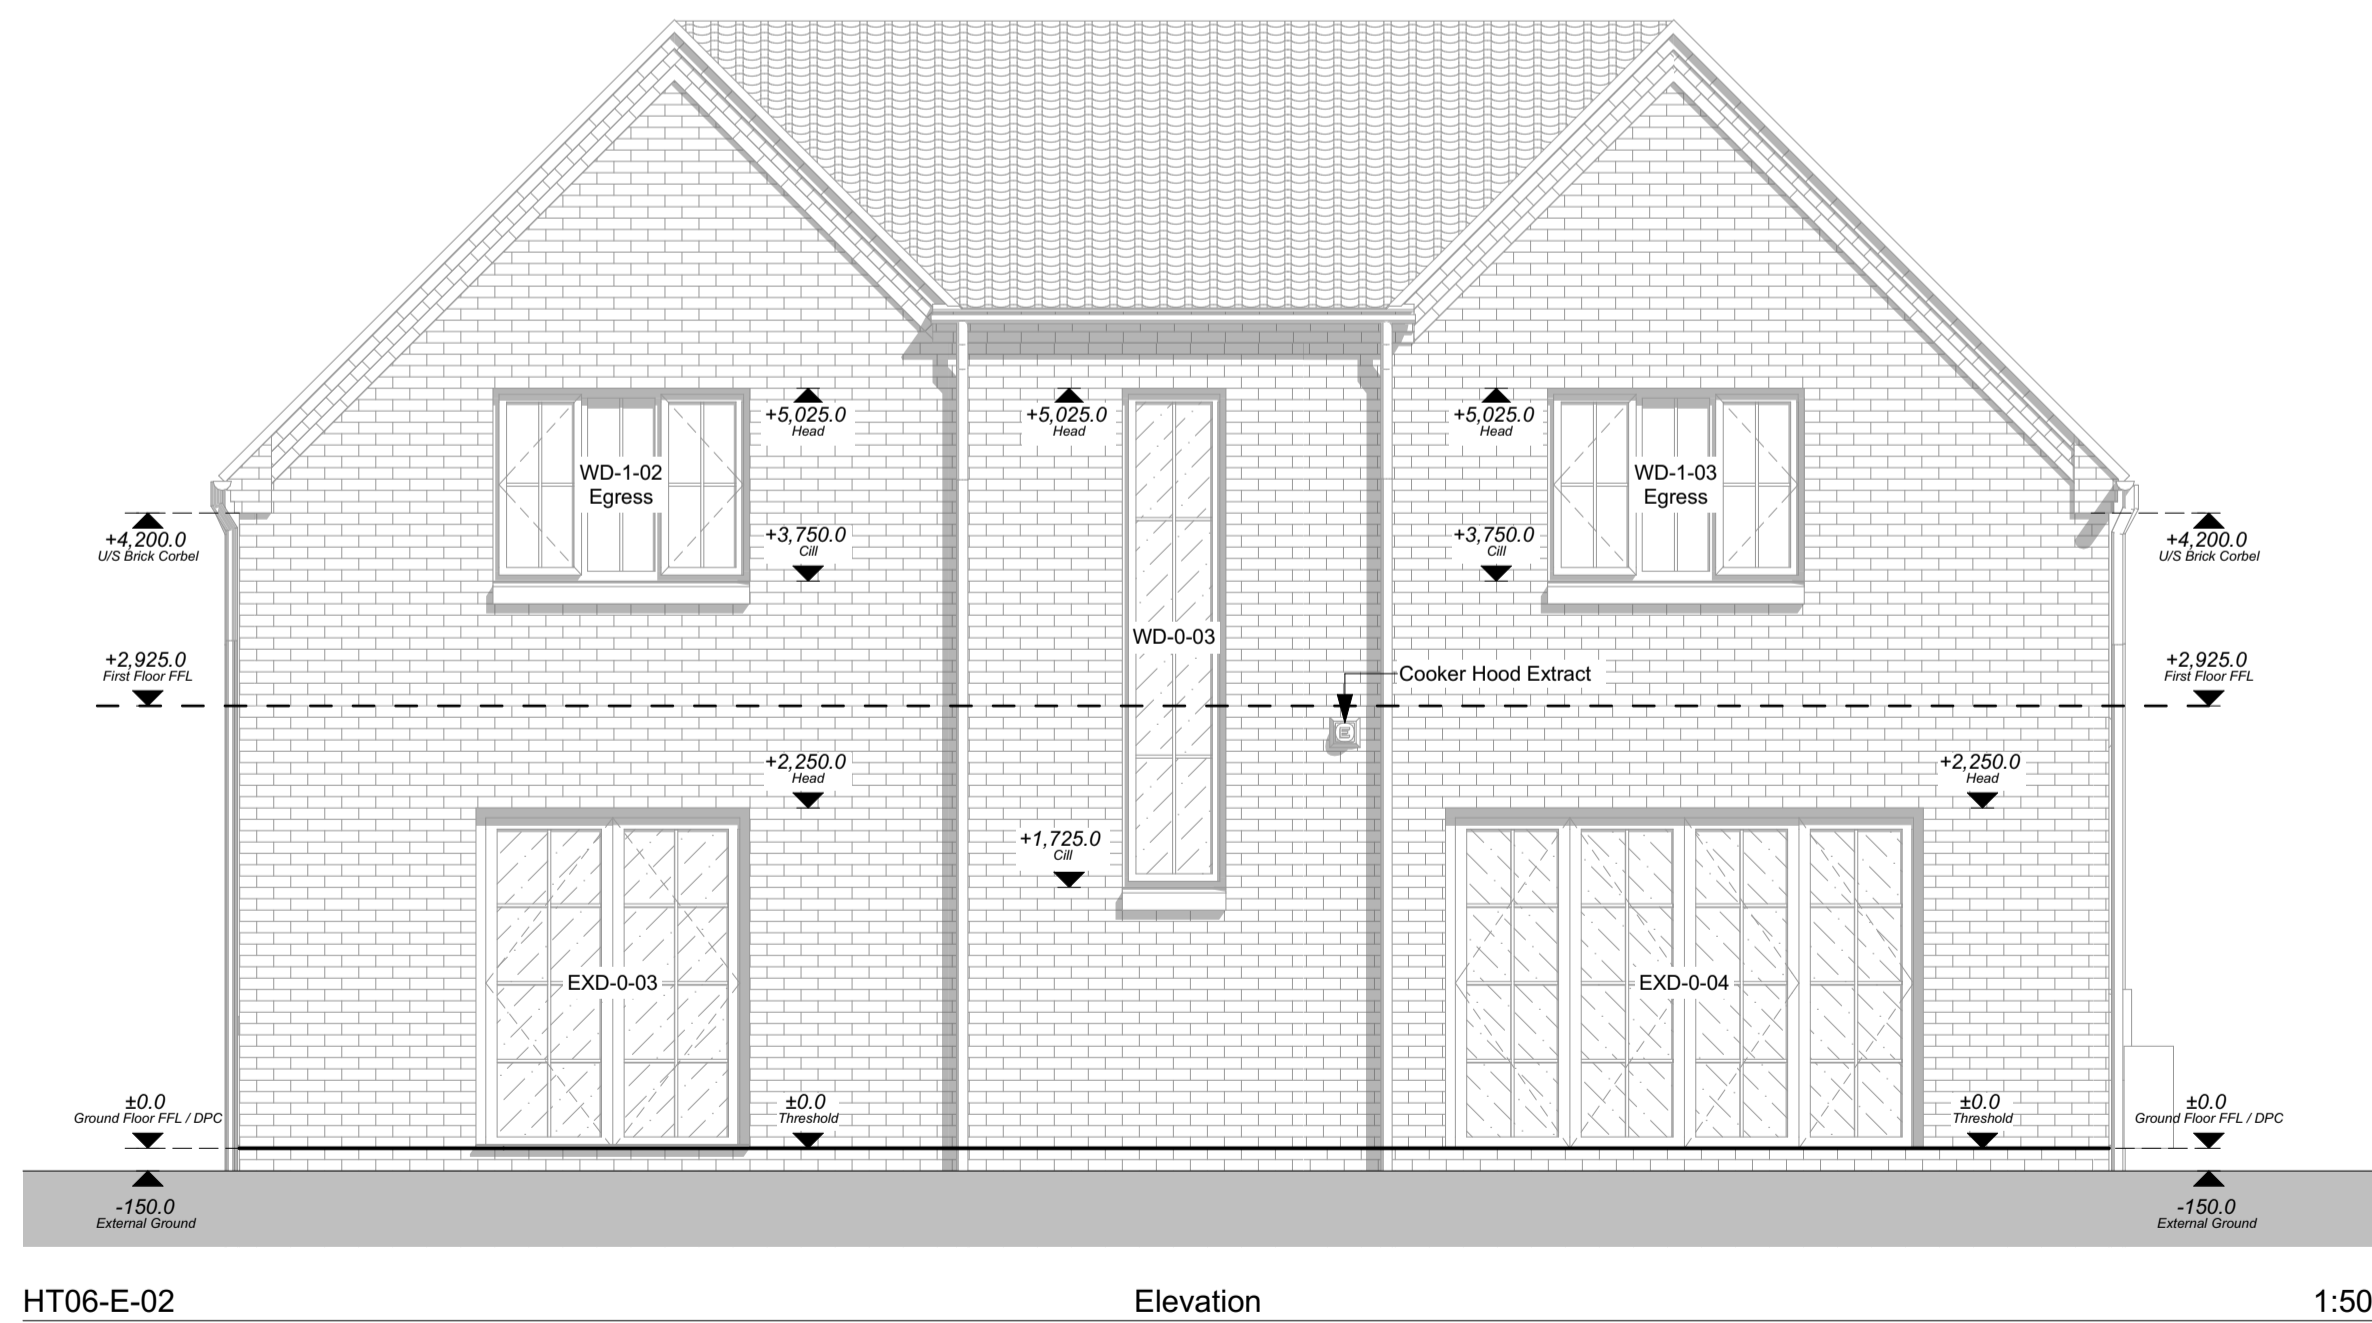 +5,025.0
Head
+5,025.0
Head
+5,025.0
Head
WD-1-02
Egress
WD-1-03
Egress
+4,200.0
U/S Brick Corbel
+3,750.0
Cill
+3,750.0
Cill
+4,200.0
U/S Brick Corbel
WD-0-03
+2,925.0
First Floor FFL
Cooker Hood Extract
+2,925.0
First Floor FFL
E
+2,250.0
Head
+2,250.0
Head
+1,725.0
Cill
EXD-0-03
EXD-0-04
±0.0
Ground Floor FFL / DPC
±0.0
Threshold
±0.0
Threshold
±0.0
Ground Floor FFL / DPC
-150.0
External Ground
-150.0
External Ground
HT06-E-02
Elevation
1:50